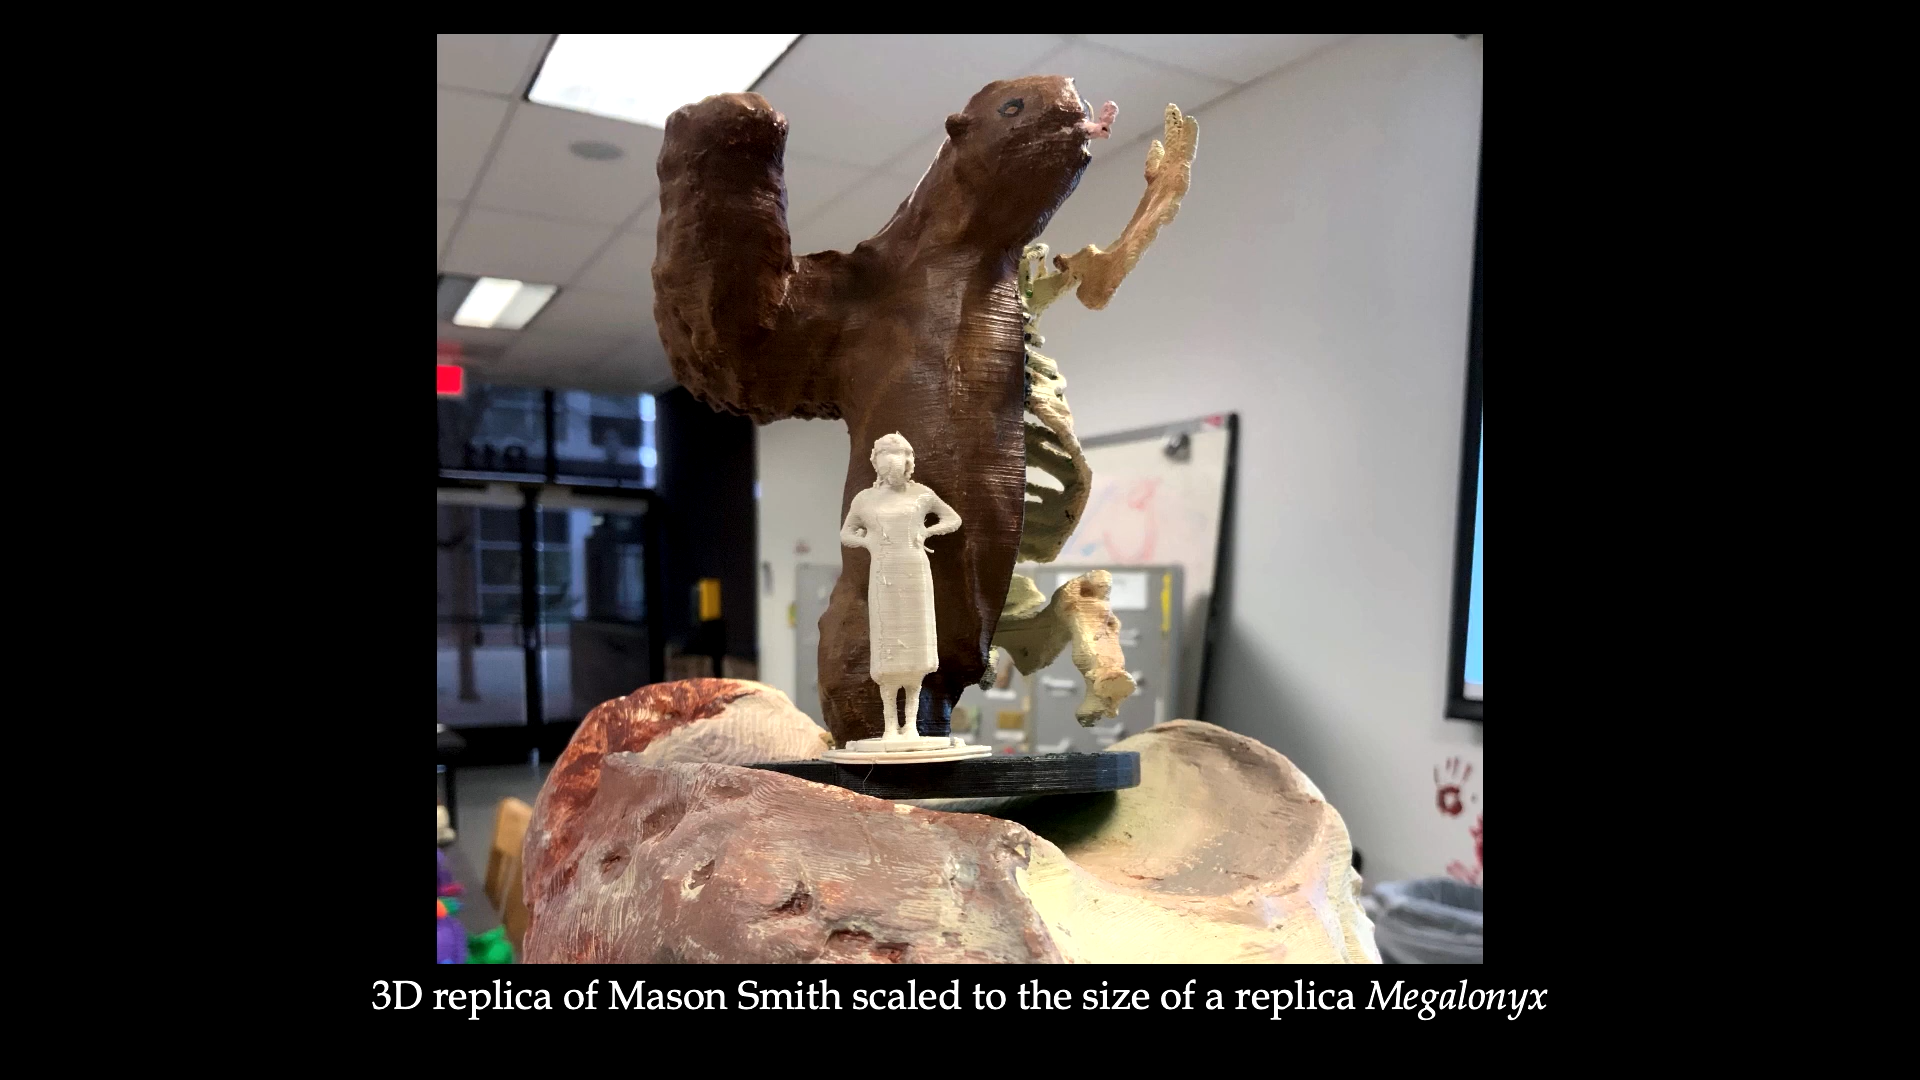 3D replica of Mason Smith scaled to the size of a replica Megalonyx